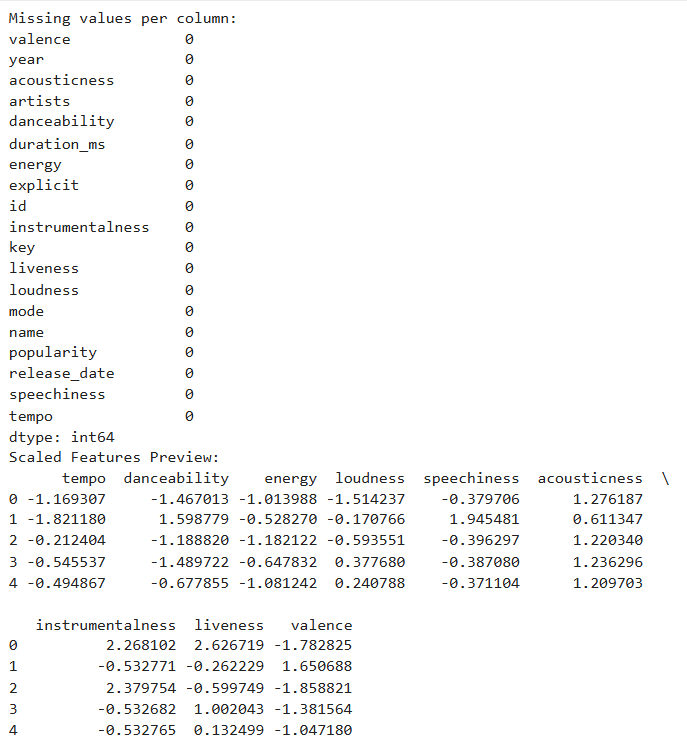 Missing values per column:
valence             0
year                0
acousticness        0
artists             0
danceability        0
duration_ms         0
energy              0
explicit            0
id                  0
instrumentalness    0
key                 0
liveness            0
loudness            0
mode                0
name                0
popularity          0
release_date        0
speechiness         0
tempo               0
dtype: int64
Scaled Features Preview:
      tempo  danceability    energy  loudness  speechiness  acousticness  \
0 -1.169307     -1.467013 -1.013988 -1.514237    -0.379706      1.276187
1 -1.821180      1.598779 -0.528270 -0.170766     1.945481      0.611347
2 -0.212404     -1.188820 -1.182122 -0.593551    -0.396297      1.220340
3 -0.545537     -1.489722 -0.647832  0.377680    -0.387080      1.236296
4 -0.494867     -0.677855 -1.081242  0.240788    -0.371104      1.209703

   instrumentalness  liveness   valence
0          2.268102  2.626719 -1.782825
1         -0.532771 -0.262229  1.650688
2          2.379754 -0.599749 -1.858821
3         -0.532682  1.002043 -1.381564
4         -0.532765  0.132499 -1.047180